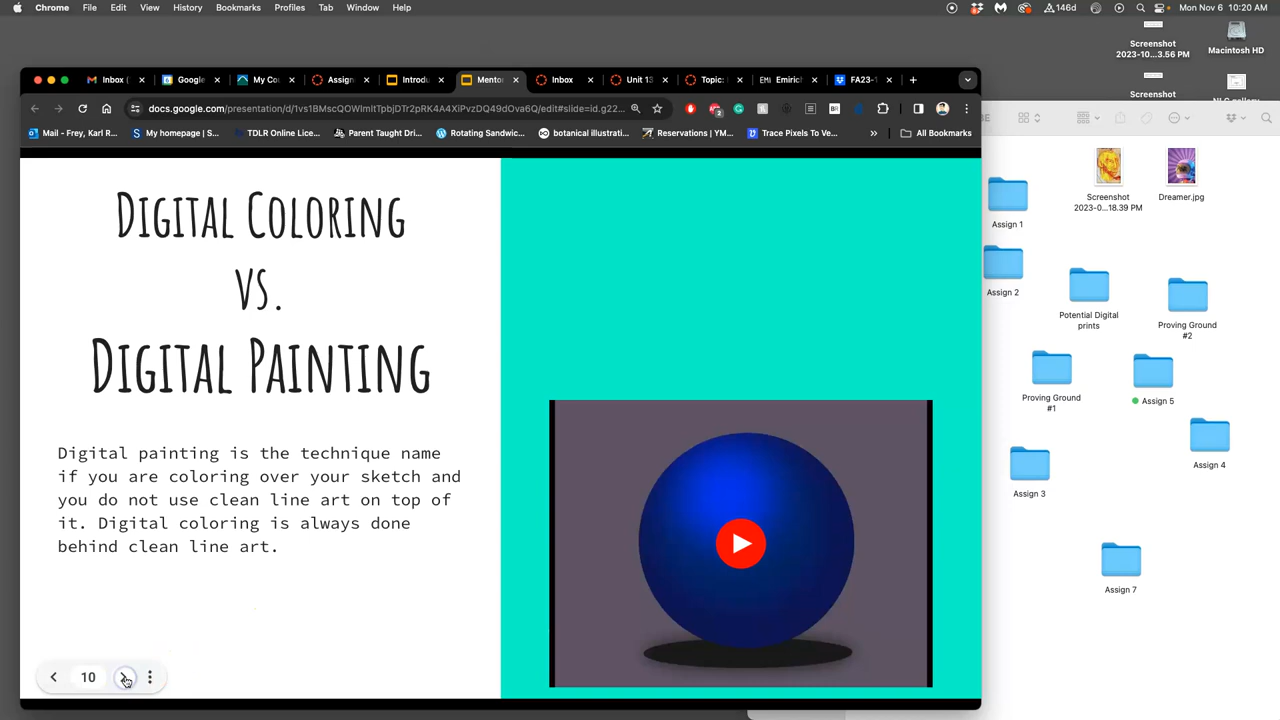 Chrome File Edit View History Bookmarks Profiles Tab Window Help
146d
Mon Nov 6 10:20 AM
Inbox (
Google
My Co
Assign
Introdu
Mento
Inbox
Unit 13
Topic:
Emirich
FA23-1
docs.google.com/presentation/d/1vs1BMscQOWlmItTpbjDTr2pRK4A4XiPvzDQ49dOva6Q/edit#slide=id.g22...
Mail - Frey, Karl R...
My homepage | S...
TDLR Online Lice...
Parent Taught Dri...
Rotating Sandwic...
botanical illustrati...
Reservations | YM...
Trace Pixels To Ve...
All Bookmarks
Digital Coloring
vs.
Digital Painting
Digital painting is the technique name
if you are coloring over your sketch and
you do not use clean line art on top of
it. Digital coloring is always done
behind clean line art.
10
Screenshot
2023-10...3.56 PM
Macintosh HD
Screenshot
Screenshot
2023-0...18.39 PM
Dreamer.jpg
Assign 1
Assign 2
Potential Digital
prints
Proving Ground
#2
Proving Ground
#1
Assign 5
Assign 4
Assign 3
Assign 7